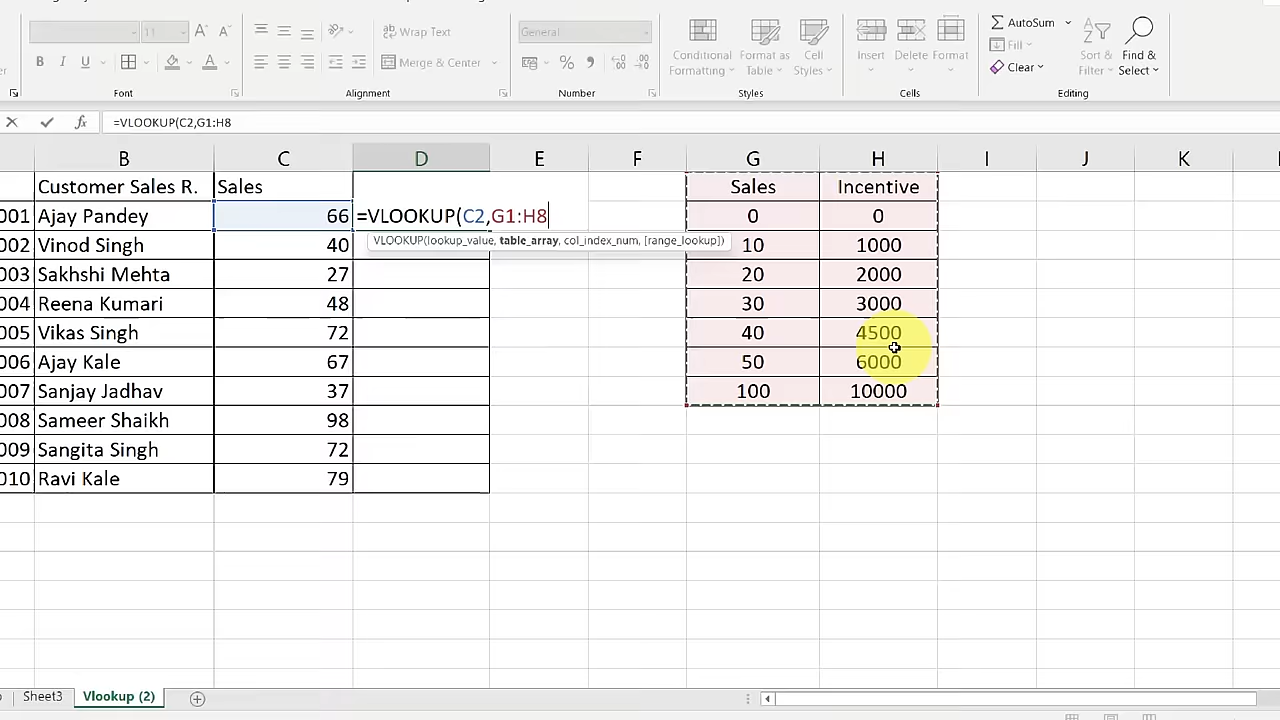 11
Wrap Text
General
AutoSum
Merge & Center
Conditional Formatting
Format as Table
Cell Styles
Insert
Delete
Format
Fill
Clear
Sort & Filter
Find & Select
B I U
Font
Alignment
Number
Styles
Cells
Editing
fx =VLOOKUP(C2,G1:H8
B C D E F G H I J K
Customer Sales R. Sales Sales Incentive
001 Ajay Pandey 66 =VLOOKUP(C2,G1:H8 0 0
VLOOKUP(lookup_value, table_array, col_index_num, [range_lookup])
002 Vinod Singh 40 10 1000
003 Sakhshi Mehta 27 20 2000
004 Reena Kumari 48 30 3000
005 Vikas Singh 72 40 4500
006 Ajay Kale 67 50 6000
007 Sanjay Jadhav 37 100 10000
008 Sameer Shaikh 98
009 Sangita Singh 72
010 Ravi Kale 79
Sheet3 Vlookup (2)